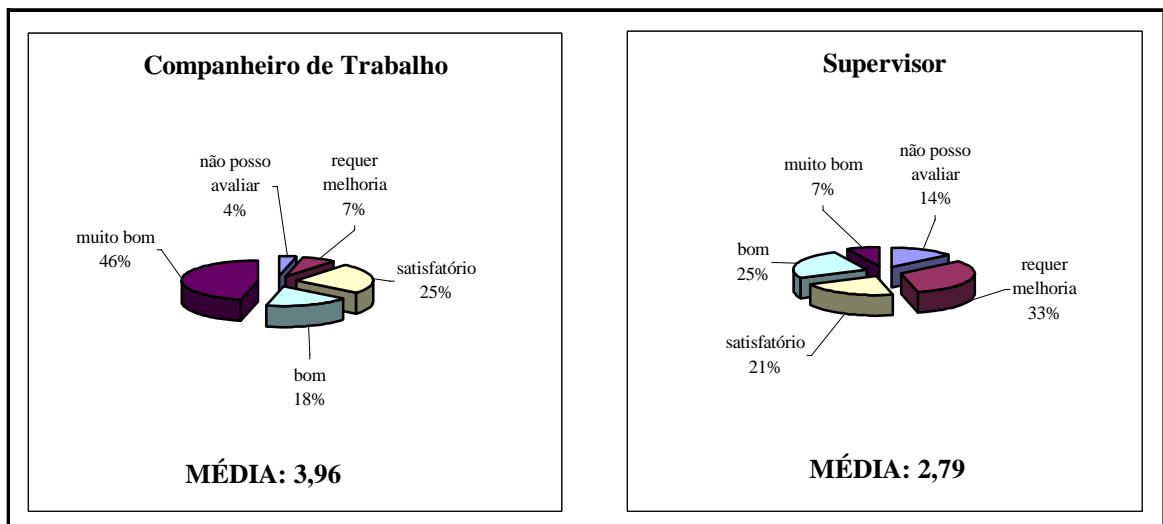 Companheiro de Trabalho
não posso
avaliar
4%
requer
melhoria
7%
muito bom
46%
satisfatório
25%
bom
18%
MÉDIA: 3,96
Supervisor
muito bom
7%
não posso
avaliar
14%
bom
25%
requer
melhoria
33%
satisfatório
21%
MÉDIA: 2,79